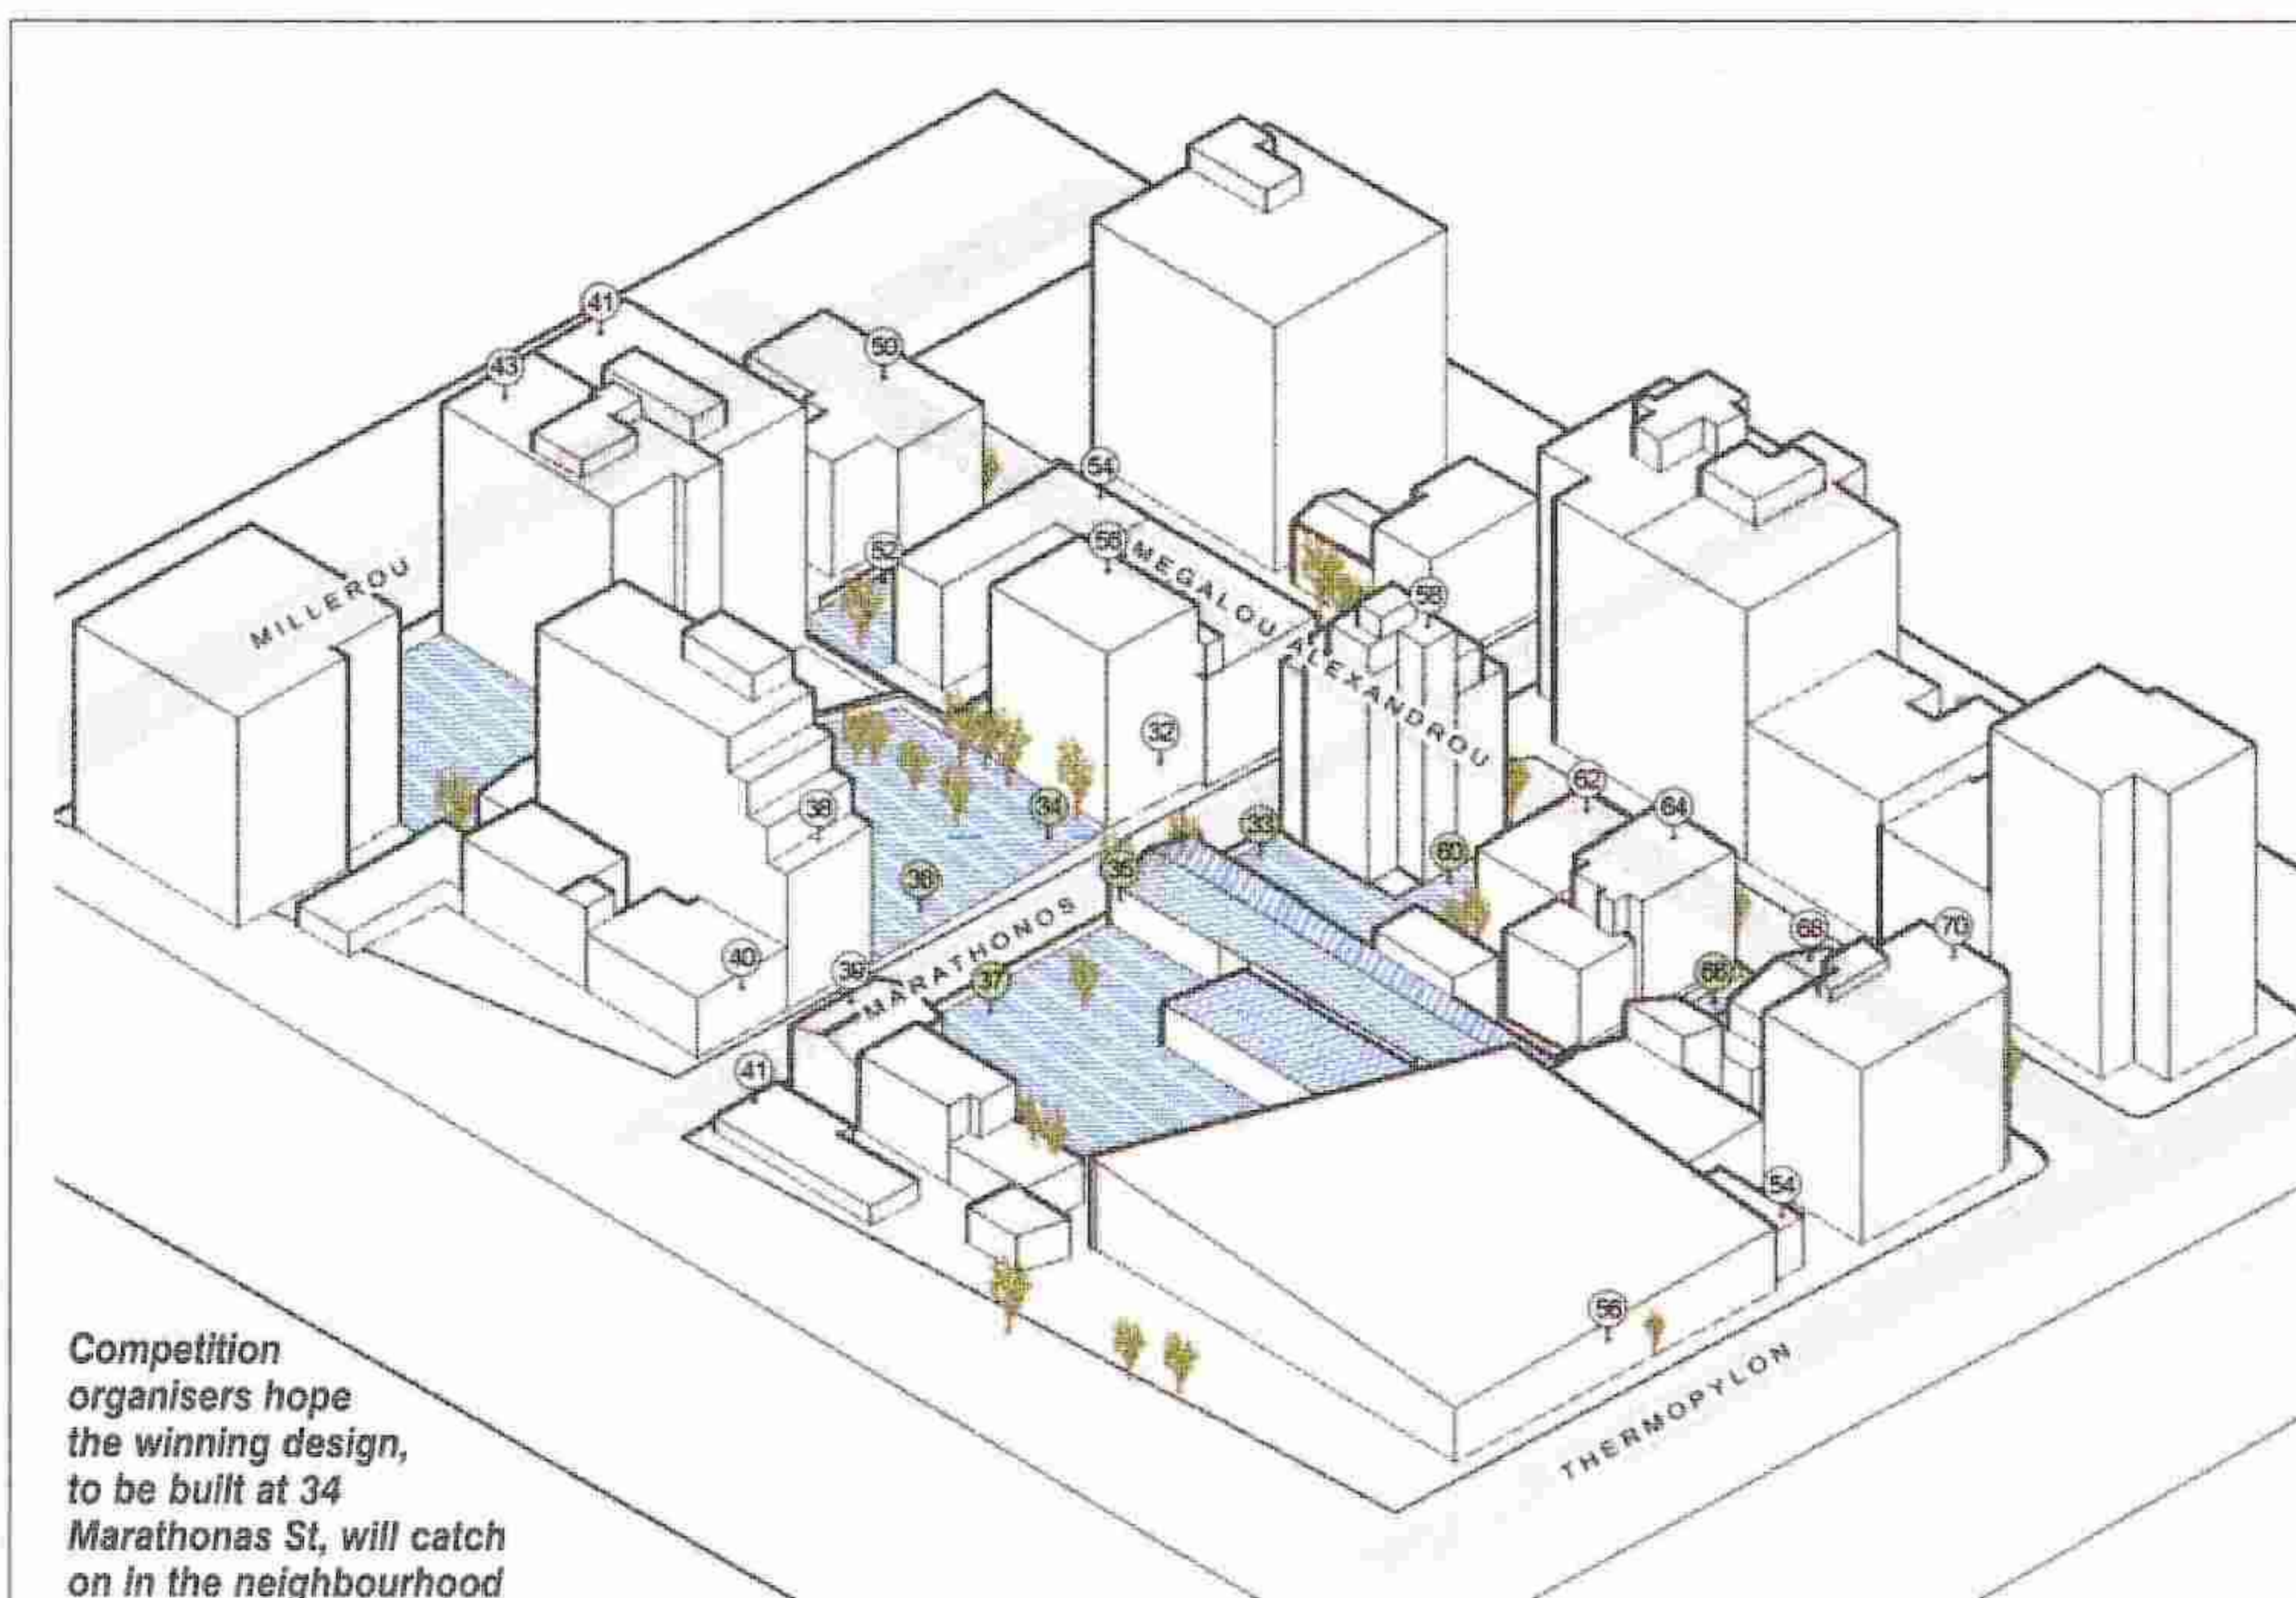 41
50
43
54
52
56
MEGALOU ALEXANDROU
58
MILLEROU
32
62
38
34
64
33
60
36
35
68
70
40
39
MARATHONOS
37
66
41
54
56
THERMOPYLON
Competition
organisers hope
the winning design,
to be built at 34
Marathonas St, will catch
on in the neighbourhood